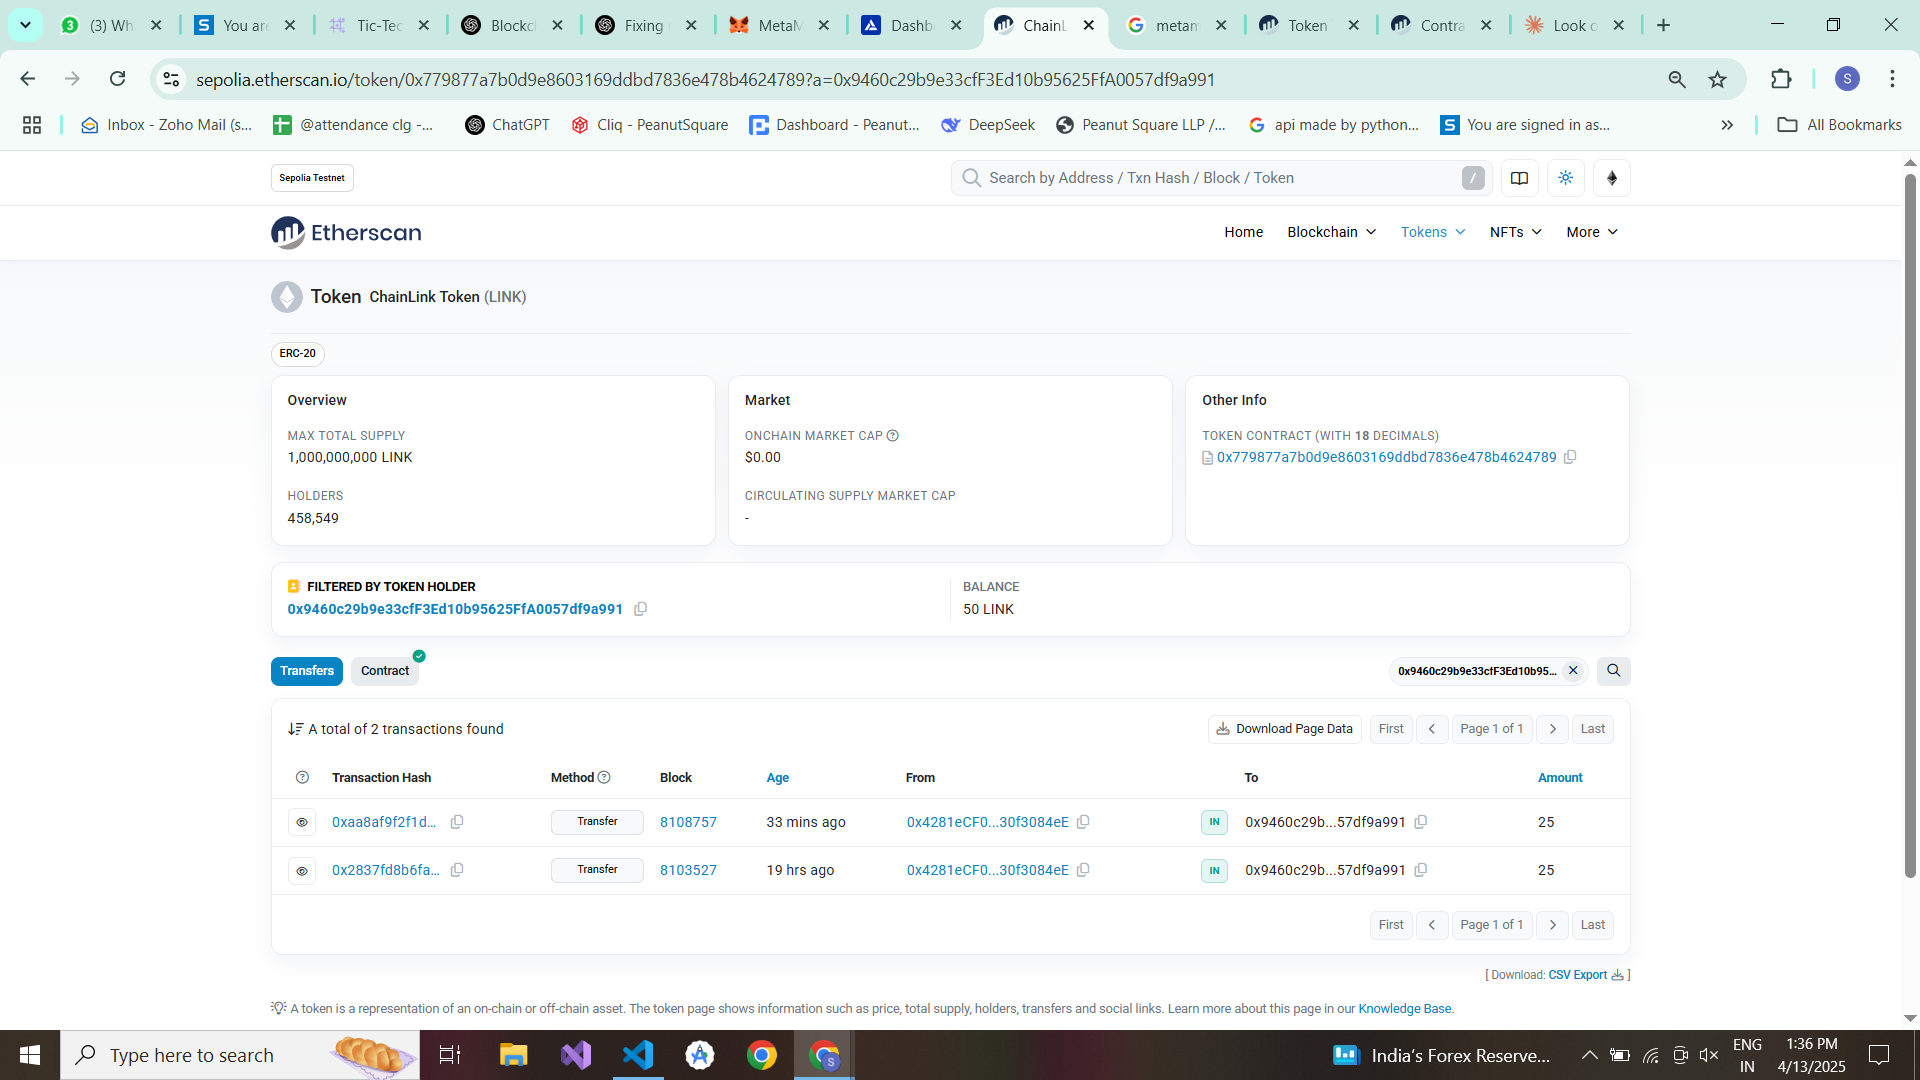 (3) Wh
You are
Tic-Tec
Blockch
Fixing
MetaM
Dashbo
ChainL
metam
Token
Contra
Look o
sepolia.etherscan.io/token/0x779877a7b0d9e8603169ddbd7836e478b4624789?a=0x9460c29b9e33cfF3Ed10b95625FfA0057df9a991
S
Inbox - Zoho Mail (s...
@attendance clg -...
ChatGPT
Cliq - PeanutSquare
Dashboard - Peanut...
DeepSeek
Peanut Square LLP /...
api made by python...
You are signed in as...
All Bookmarks
Sepolia Testnet
Search by Address / Txn Hash / Block / Token
/
Etherscan
Home
Blockchain
Tokens
NFTs
More
Token ChainLink Token (LINK)
ERC-20
Overview
MAX TOTAL SUPPLY
1,000,000,000 LINK
HOLDERS
458,549
Market
ONCHAIN MARKET CAP
$0.00
CIRCULATING SUPPLY MARKET CAP
-
Other Info
TOKEN CONTRACT (WITH 18 DECIMALS)
0x779877a7b0d9e8603169ddbd7836e478b4624789
FILTERED BY TOKEN HOLDER
0x9460c29b9e33cfF3Ed10b95625FfA0057df9a991
BALANCE
50 LINK
Transfers
Contract
0x9460c29b9e33cfF3Ed10b95...
A total of 2 transactions found
Download Page Data
First
Page 1 of 1
Last
Transaction Hash Method Block Age From To Amount
0xaa8af9f2f1d... Transfer 8108757 33 mins ago 0x4281eCF0...30f3084eE IN 0x9460c29b...57df9a991 25
0x2837fd8b6fa... Transfer 8103527 19 hrs ago 0x4281eCF0...30f3084eE IN 0x9460c29b...57df9a991 25
First
Page 1 of 1
Last
[ Download: CSV Export ]
A token is a representation of an on-chain or off-chain asset. The token page shows information such as price, total supply, holders, transfers and social links. Learn more about this page in our Knowledge Base.
Type here to search
India's Forex Reserve...
ENG
IN
1:36 PM
4/13/2025